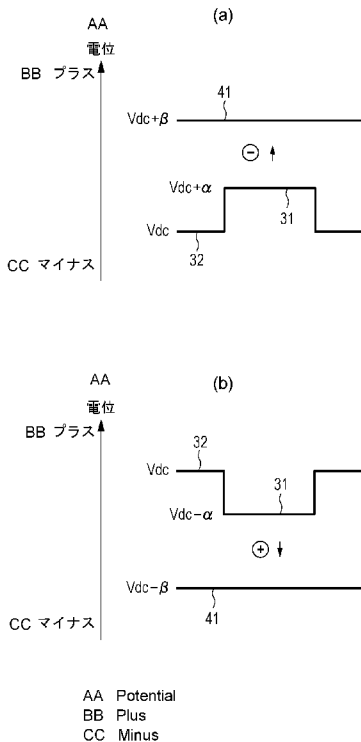 (a)
AA
電位
BB プラス
41
Vdc+β
⊖ ↑
Vdc+α
31
Vdc
32
CC マイナス
(b)
AA
電位
BB プラス
32
Vdc
31
Vdc−α
⊕ ↓
Vdc−β
CC マイナス
41
AA Potential
BB Plus
CC Minus